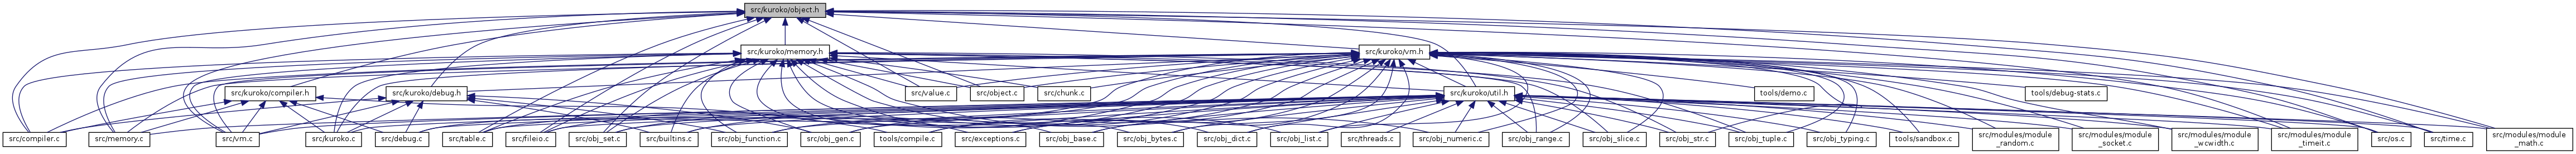 src/kuroko/object.h
src/kuroko/memory.h
src/kuroko/vm.h
src/kuroko/compiler.h
src/kuroko/debug.h
src/value.c
src/object.c
src/chunk.c
src/kuroko/util.h
tools/demo.c
tools/debug-stats.c
src/compiler.c
src/memory.c
src/vm.c
src/kuroko.c
src/debug.c
src/table.c
src/fileio.c
src/obj_set.c
src/builtins.c
src/obj_function.c
src/obj_gen.c
tools/compile.c
src/exceptions.c
src/obj_base.c
src/obj_bytes.c
src/obj_dict.c
src/obj_list.c
src/threads.c
src/obj_numeric.c
src/obj_range.c
src/obj_slice.c
src/obj_str.c
src/obj_tuple.c
src/obj_typing.c
tools/sandbox.c
src/modules/module
_random.c
src/modules/module
_socket.c
src/modules/module
_wcwidth.c
src/modules/module
_timeit.c
src/os.c
src/time.c
src/modules/module
_math.c